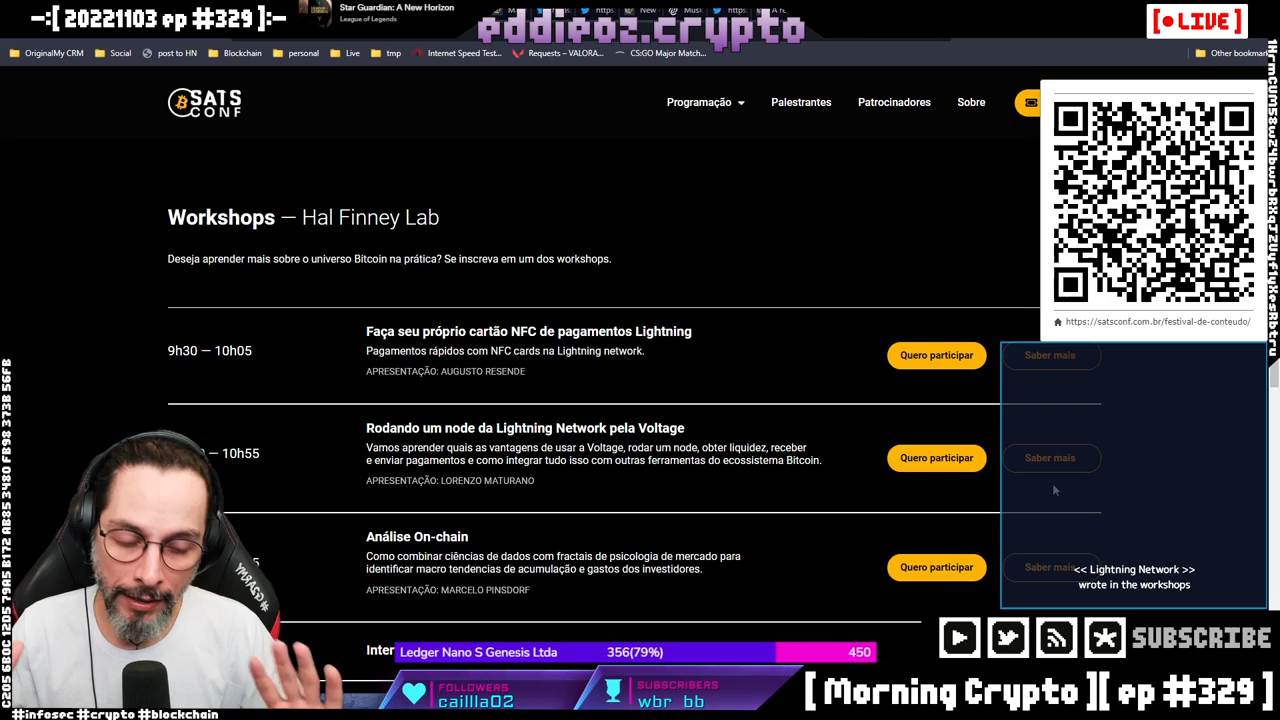 -:[ 20221103 ep #329 ]:-
Star Guardian: A New Horizon
League of Legends
eddieoz.crypto
[ ● LIVE ]
OriginalMy CRM
Social
post to HN
Blockchain
personal
Live
tmp
Internet Speed Test...
Requests – VALORA...
CS:GO Major Match...
Other bookmar
SATS CONF
Programação
Palestrantes
Patrocinadores
Sobre
Workshops — Hal Finney Lab
Deseja aprender mais sobre o universo Bitcoin na prática? Se inscreva em um dos workshops.
https://satsconf.com.br/festival-de-conteudo/
9h30 — 10h05
Faça seu próprio cartão NFC de pagamentos Lightning
Pagamentos rápidos com NFC cards na Lightning network.
APRESENTAÇÃO: AUGUSTO RESENDE
Quero participar
Saber mais
— 10h55
Rodando um node da Lightning Network pela Voltage
Vamos aprender quais as vantagens de usar a Voltage, rodar um node, obter liquidez, receber
e enviar pagamentos e como integrar tudo isso com outras ferramentas do ecossistema Bitcoin.
APRESENTAÇÃO: LORENZO MATURANO
Quero participar
Saber mais
Análise On-chain
Como combinar ciências de dados com fractais de psicologia de mercado para
identificar macro tendencias de acumulação e gastos dos investidores.
APRESENTAÇÃO: MARCELO PINSDORF
Quero participar
Saber mais
<< Lightning Network >>
wrote in the workshops
Inter
Ledger Nano S Genesis Ltda
356(79%)
450
FOLLOWERS
caillla02
SUBSCRIBERS
wbr_bb
SUBSCRIBE
[ Morning Crypto ][ ep #329 ]
#infosec #crypto #blockchain